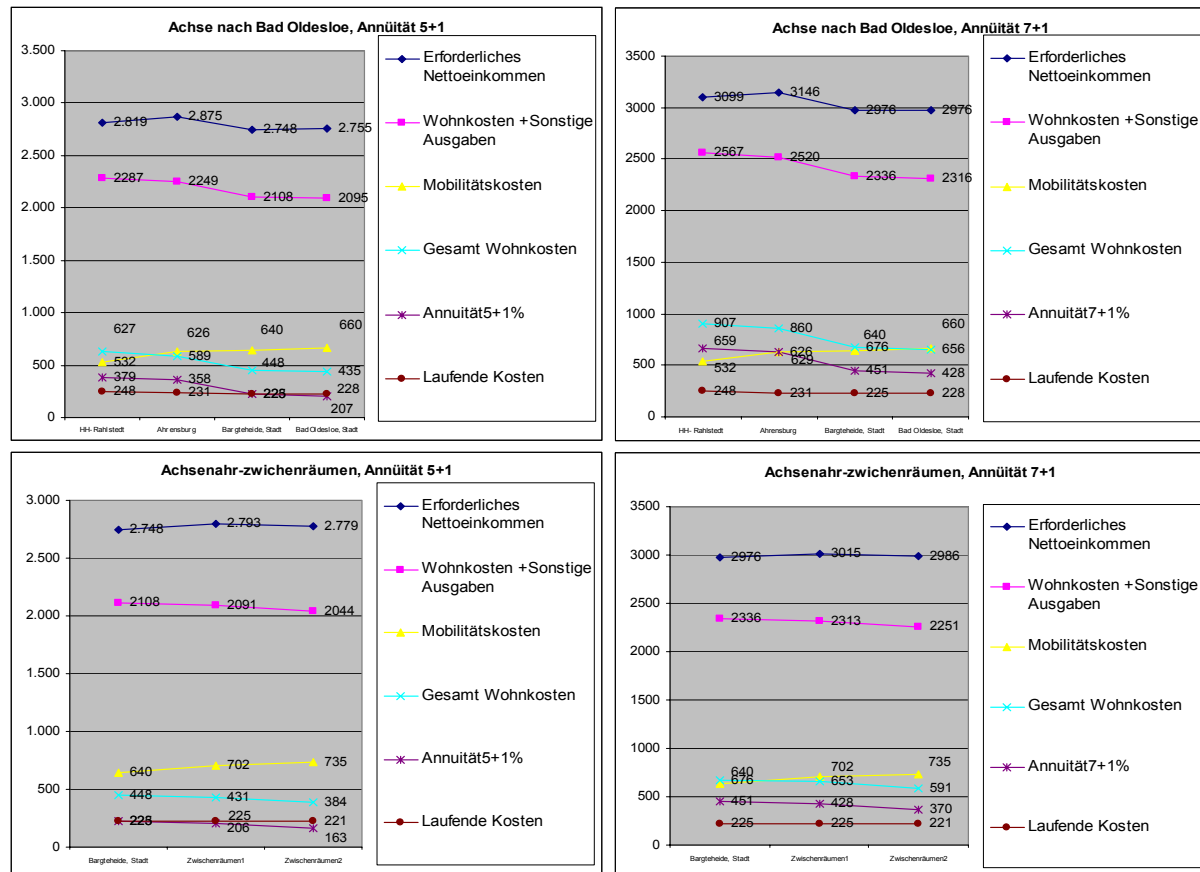 Achse nach Bad Oldesloe, Annüität 5+1
3.500
3.000
2.500
2.000
1.500
1.000
500
0
2.819
2.875
2.748
2.755
2287
2249
2108
2095
627
626
640
660
532
589
448
435
379
358
228
248
231
225
228
207
HH- Rahlstedt
Ahrensburg
Bargteheide, Stadt
Bad Oldesloe, Stadt
Erforderliches
Nettoeinkommen
Wohnkosten +Sonstige
Ausgaben
Mobilitätskosten
Gesamt Wohnkosten
Annuität5+1%
Laufende Kosten
Achse nach Bad Oldesloe, Annüität 7+1
3500
3000
2500
2000
1500
1000
500
0
3099
3146
2976
2976
2567
2520
2336
2316
907
860
640
660
659
626
676
656
532
629
451
428
248
231
225
228
HH- Rahlstedt
Ahrensburg
Bargteheide, Stadt
Bad Oldesloe, Stadt
Erforderliches
Nettoeinkommen
Wohnkosten +Sonstige
Ausgaben
Mobilitätskosten
Gesamt Wohnkosten
Annuität7+1%
Laufende Kosten
Achsenahr-zwichenräumen, Annüität 5+1
3.000
2.500
2.000
1.500
1.000
500
0
2.748
2.793
2.779
2108
2091
2044
640
702
735
448
431
384
225
225
221
206
163
Bargteheide, Stadt
Zwischenräumen1
Zwischenräumen2
Erforderliches
Nettoeinkommen
Wohnkosten +Sonstige
Ausgaben
Mobilitätskosten
Gesamt Wohnkosten
Annuität5+1%
Laufende Kosten
Achsenahr-zwichenräumen, Annüität 7+1
3500
3000
2500
2000
1500
1000
500
0
2976
3015
2986
2336
2313
2251
640
702
735
676
653
591
451
428
370
225
225
221
Bargteheide, Stadt
Zwischenräumen1
Zwischenräumen2
Erforderliches
Nettoeinkommen
Wohnkosten +Sonstige
Ausgaben
Mobilitätskosten
Gesamt Wohnkosten
Annuität7+1%
Laufende Kosten